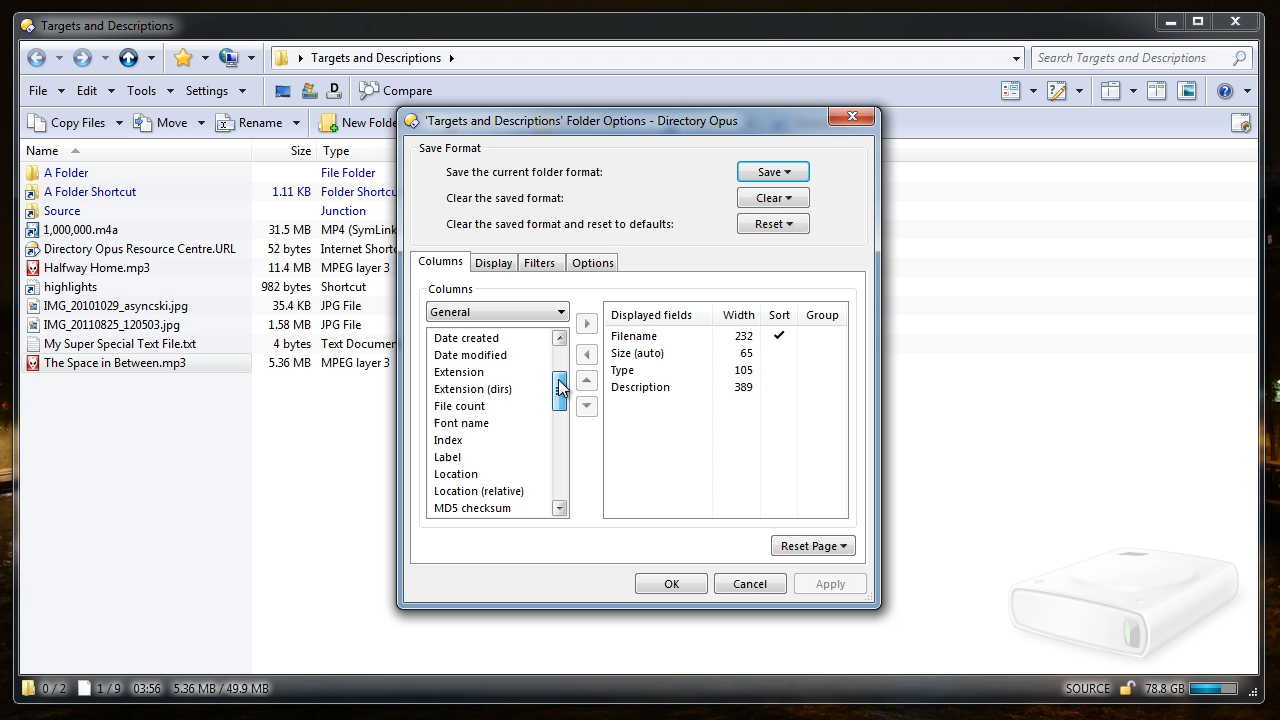 Targets and Descriptions
Targets and Descriptions
Search Targets and Descriptions
File Edit Tools Settings Compare
Copy Files Move Rename New Folde
Name Size Type
A Folder File Folder
A Folder Shortcut 1.11 KB Folder Shortcu
Source Junction
1,000,000.m4a 31.5 MB MP4 (SymLink
Directory Opus Resource Centre.URL 52 bytes Internet Shortc
Halfway Home.mp3 11.4 MB MPEG layer 3
highlights 982 bytes Shortcut
IMG_20101029_asyncski.jpg 35.4 KB JPG File
IMG_20110825_120503.jpg 1.58 MB JPG File
My Super Special Text File.txt 4 bytes Text Documen
The Space in Between.mp3 5.36 MB MPEG layer 3
'Targets and Descriptions' Folder Options - Directory Opus
Save Format
Save the current folder format: Save
Clear the saved format: Clear
Clear the saved format and reset to defaults: Reset
Columns Display Filters Options
Columns
General
Date created
Date modified
Extension
Extension (dirs)
File count
Font name
Index
Label
Location
Location (relative)
MD5 checksum
Displayed fields Width Sort Group
Filename 232
Size (auto) 65
Type 105
Description 389
Reset Page
OK Cancel Apply
0 / 2 1 / 9 03:56 5.36 MB / 49.9 MB SOURCE 78.8 GB